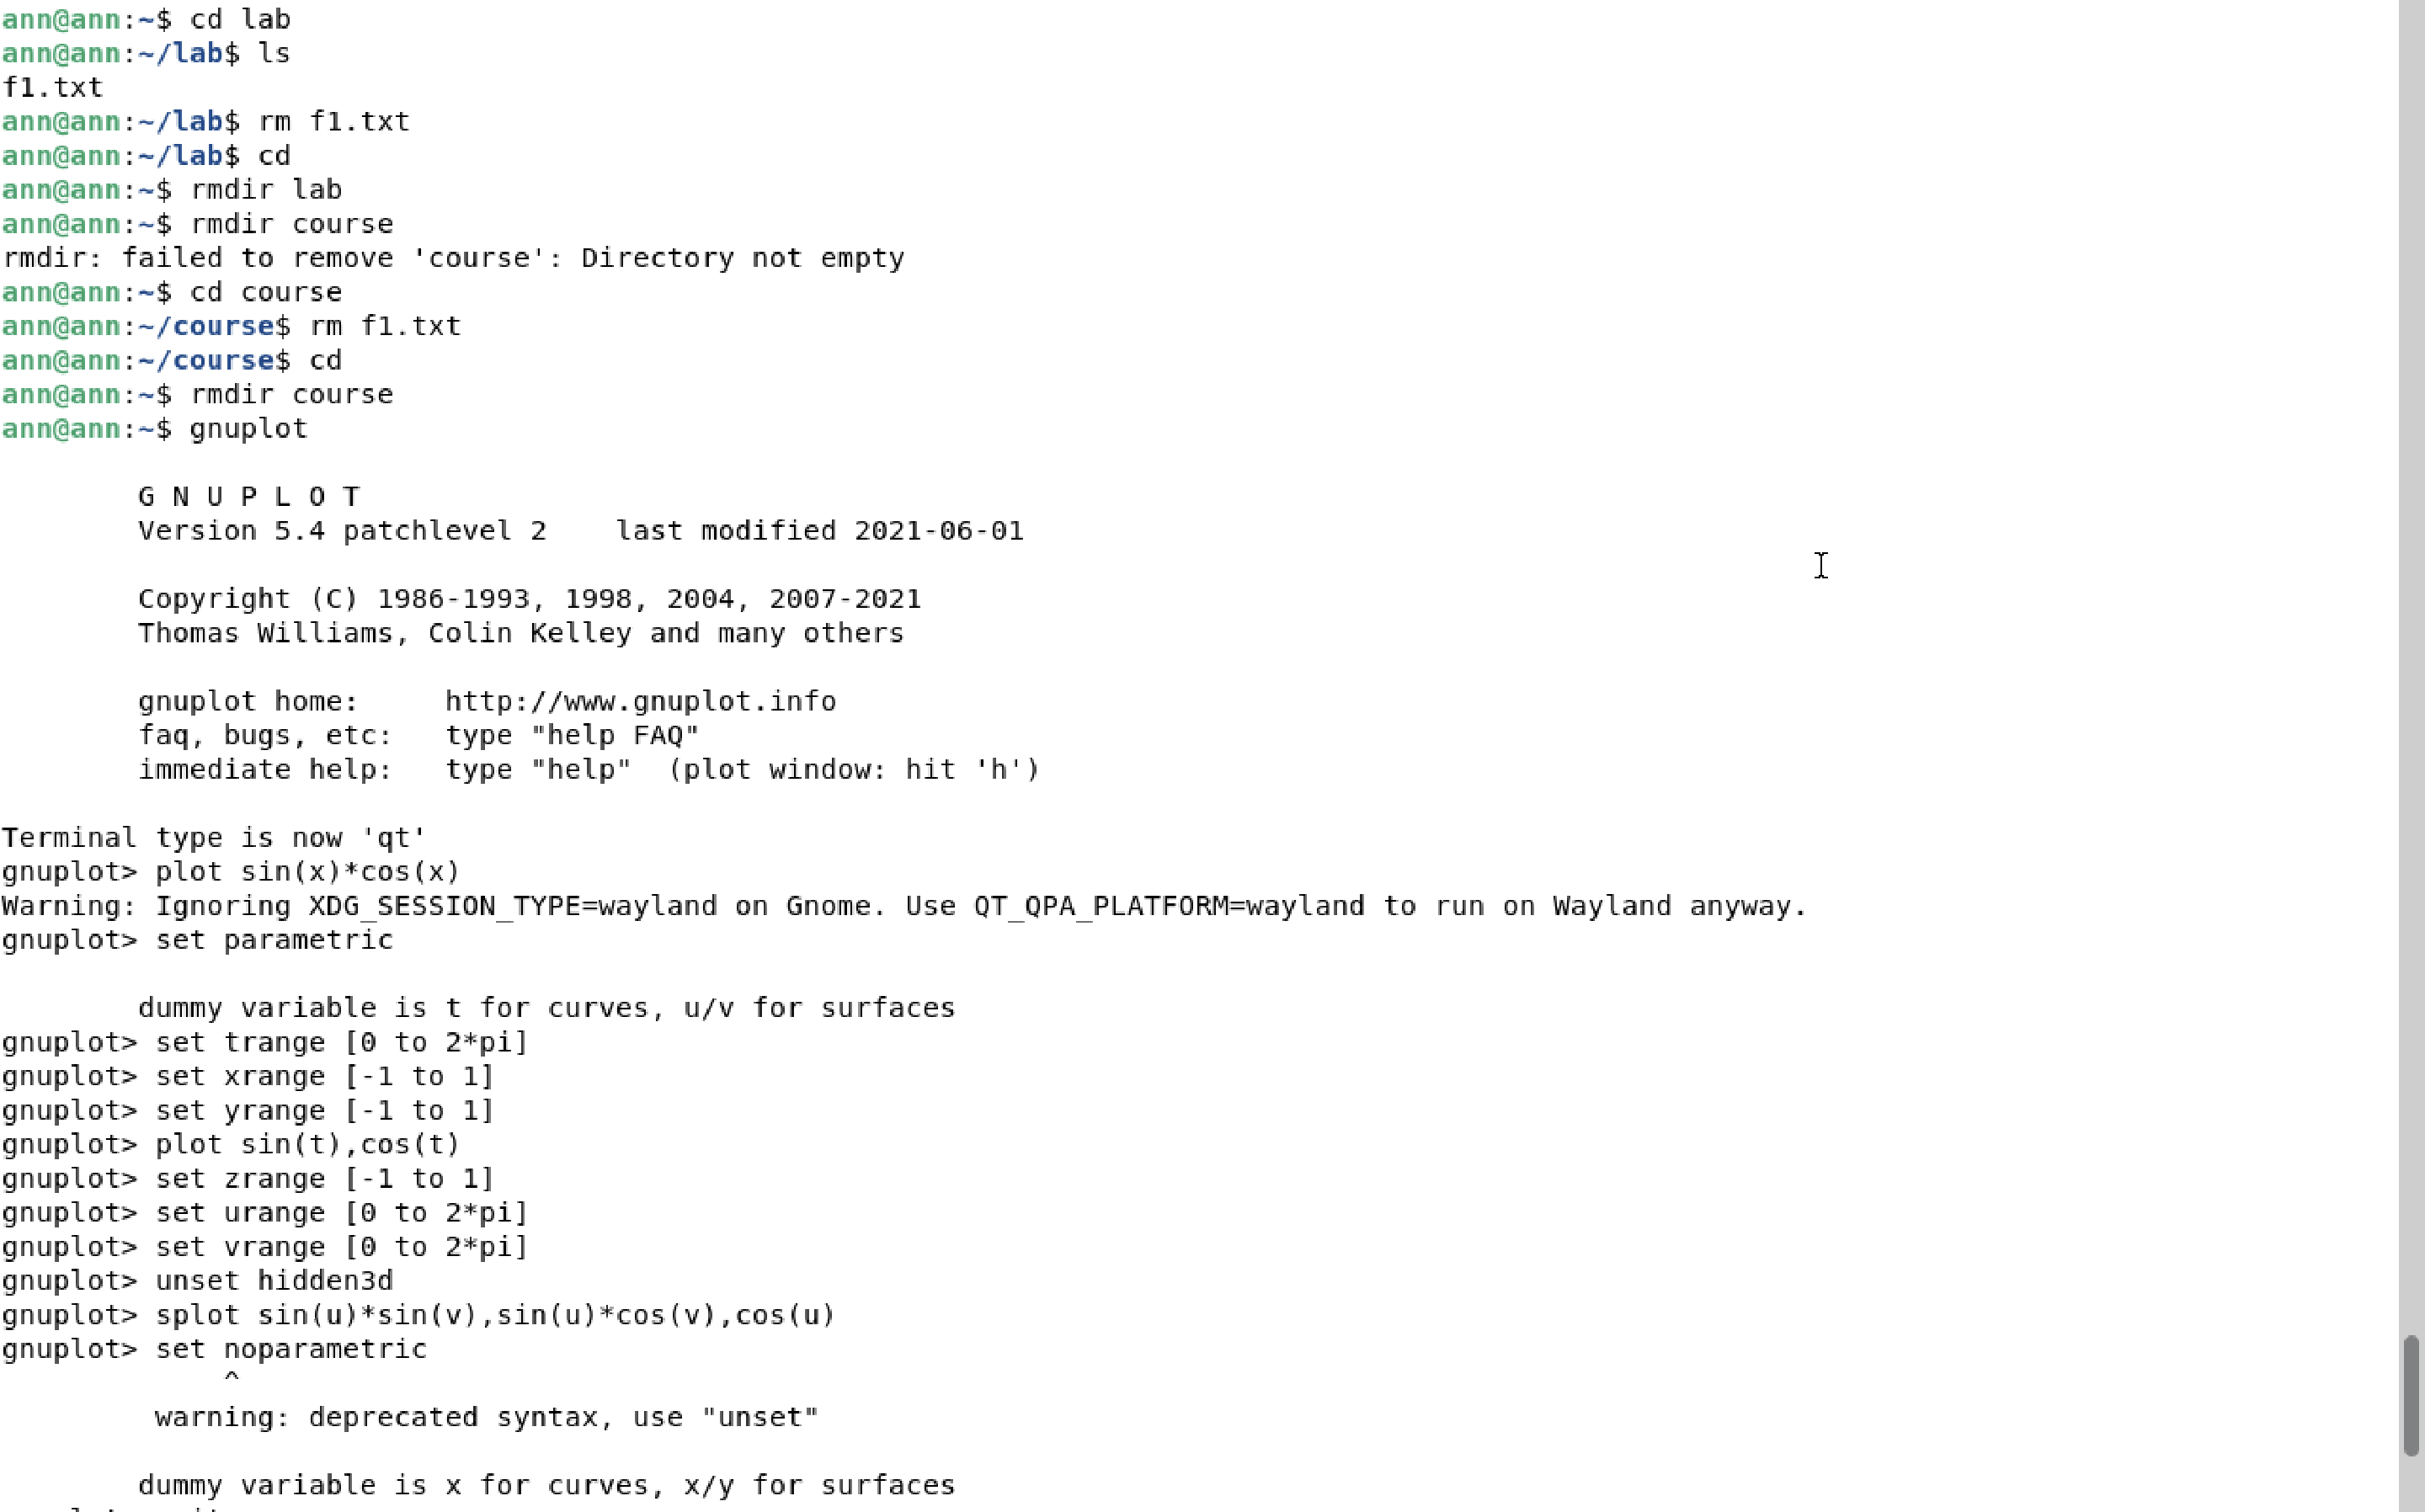 ann@ann:~$ cd lab
ann@ann:~/lab$ ls
f1.txt
ann@ann:~/lab$ rm f1.txt
ann@ann:~/lab$ cd
ann@ann:~$ rmdir lab
ann@ann:~$ rmdir course
rmdir: failed to remove 'course': Directory not empty
ann@ann:~$ cd course
ann@ann:~/course$ rm f1.txt
ann@ann:~/course$ cd
ann@ann:~$ rmdir course
ann@ann:~$ gnuplot
G N U P L O T
Version 5.4 patchlevel 2    last modified 2021-06-01
Copyright (C) 1986-1993, 1998, 2004, 2007-2021
Thomas Williams, Colin Kelley and many others
gnuplot home:     http://www.gnuplot.info
faq, bugs, etc:   type "help FAQ"
immediate help:   type "help"  (plot window: hit 'h')
Terminal type is now 'qt'
gnuplot> plot sin(x)*cos(x)
Warning: Ignoring XDG_SESSION_TYPE=wayland on Gnome. Use QT_QPA_PLATFORM=wayland to run on Wayland anyway.
gnuplot> set parametric
dummy variable is t for curves, u/v for surfaces
gnuplot> set trange [0 to 2*pi]
gnuplot> set xrange [-1 to 1]
gnuplot> set yrange [-1 to 1]
gnuplot> plot sin(t),cos(t)
gnuplot> set zrange [-1 to 1]
gnuplot> set urange [0 to 2*pi]
gnuplot> set vrange [0 to 2*pi]
gnuplot> unset hidden3d
gnuplot> splot sin(u)*sin(v),sin(u)*cos(v),cos(u)
gnuplot> set noparametric
^
warning: deprecated syntax, use "unset"
dummy variable is x for curves, x/y for surfaces